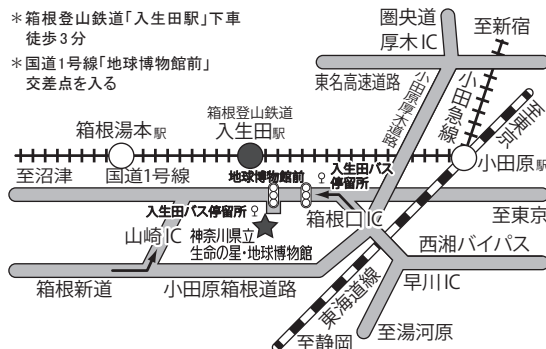 ＊箱根登山鉄道「入生田駅」下車
徒歩3分
＊国道1号線「地球博物館前」
交差点を入る
圏央道
厚木IC
至新宿
東名高速道路
小田原厚木道路
小田急線
至東京
箱根登山鉄道
入生田駅
箱根湯本駅
小田原駅
至沼津
国道1号線
地球博物館前
入生田バス
停留所
入生田バス停留所
箱根口IC
至東京
山崎IC
神奈川県立
生命の星・地球博物館
西湘バイパス
早川IC
箱根新道
小田原箱根道路
東海道線
至静岡
至湯河原